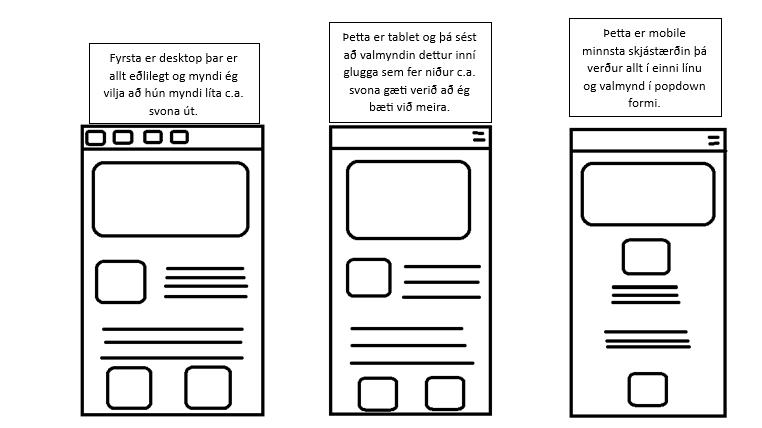 Fyrsta er desktop þar er
allt eðlilegt og myndi ég
vilja að hún myndi líta c.a.
svona út.
Þetta er tablet og þá sést
að valmyndin dettur inní
glugga sem fer niður c.a.
svona gæti verið að ég
bæti við meira.
Þetta er mobile
minnsta skjástærðin þá
verður allt í einni línu
og valmynd í popdown
formi.